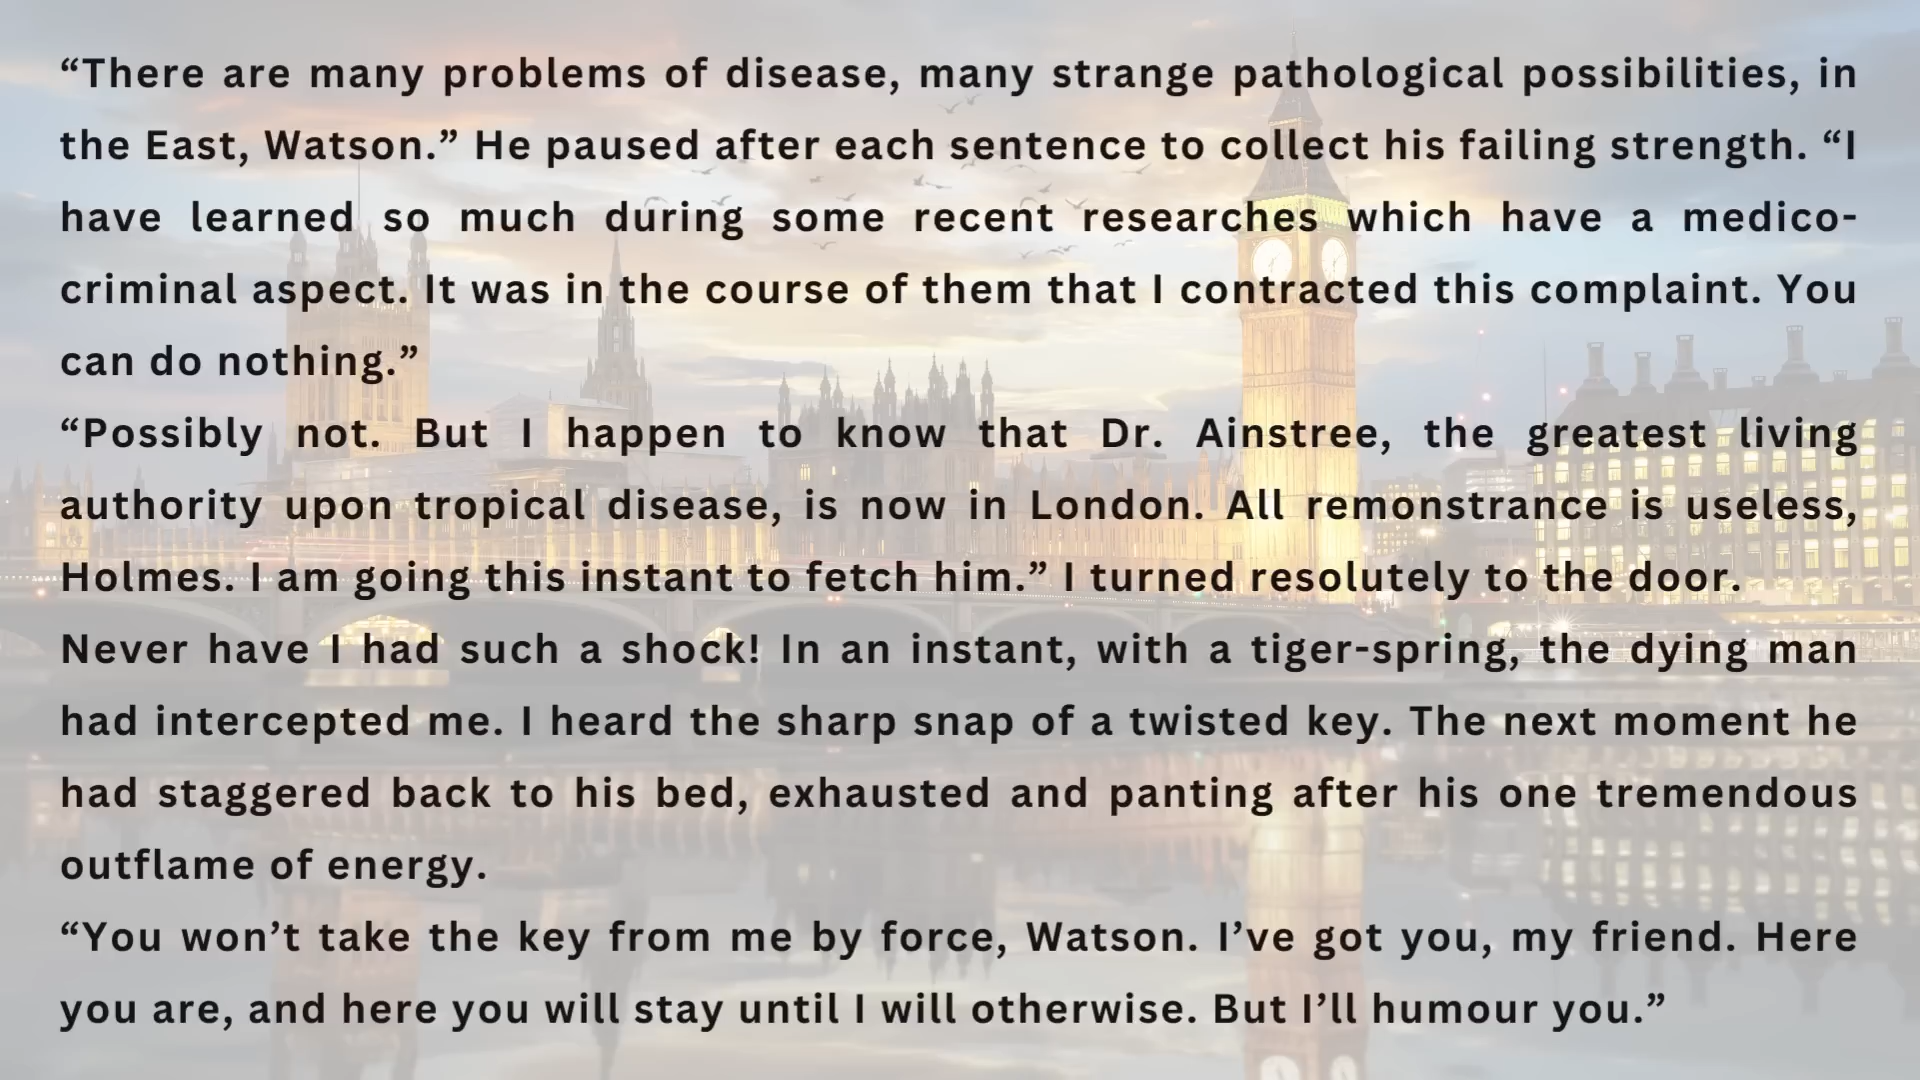 “There are many problems of disease, many strange pathological possibilities, in
the East, Watson.” He paused after each sentence to collect his failing strength. “I
have learned so much during some recent researches which have a medico-
criminal aspect. It was in the course of them that I contracted this complaint. You
can do nothing.”
“Possibly not. But I happen to know that Dr. Ainstree, the greatest living
authority upon tropical disease, is now in London. All remonstrance is useless,
Holmes. I am going this instant to fetch him.” I turned resolutely to the door.
Never have I had such a shock! In an instant, with a tiger-spring, the dying man
had intercepted me. I heard the sharp snap of a twisted key. The next moment he
had staggered back to his bed, exhausted and panting after his one tremendous
outflame of energy.
“You won’t take the key from me by force, Watson. I’ve got you, my friend. Here
you are, and here you will stay until I will otherwise. But I’ll humour you.”